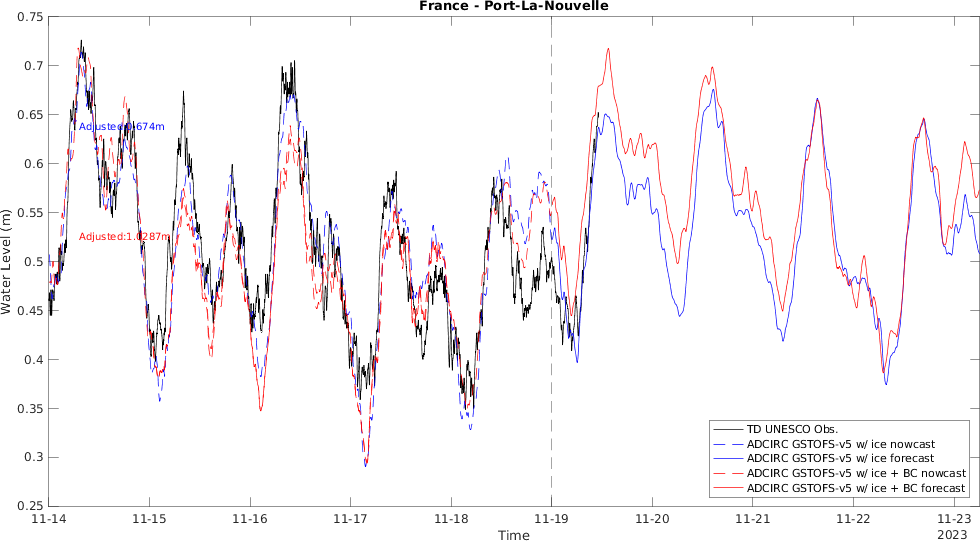 France - Port-La-Nouvelle
0.75
0.7
0.65
0.6
0.55
0.5
0.45
0.4
0.35
0.3
0.25
Water Level (m)
Adjusted:0.674m
Adjusted:1.0287m
TD UNESCO Obs.
ADCIRC GSTOFS-v5 w/ ice nowcast
ADCIRC GSTOFS-v5 w/ ice forecast
ADCIRC GSTOFS-v5 w/ ice + BC nowcast
ADCIRC GSTOFS-v5 w/ ice + BC forecast
11-14 11-15 11-16 11-17 11-18 11-19 11-20 11-21 11-22 11-23
Time
2023